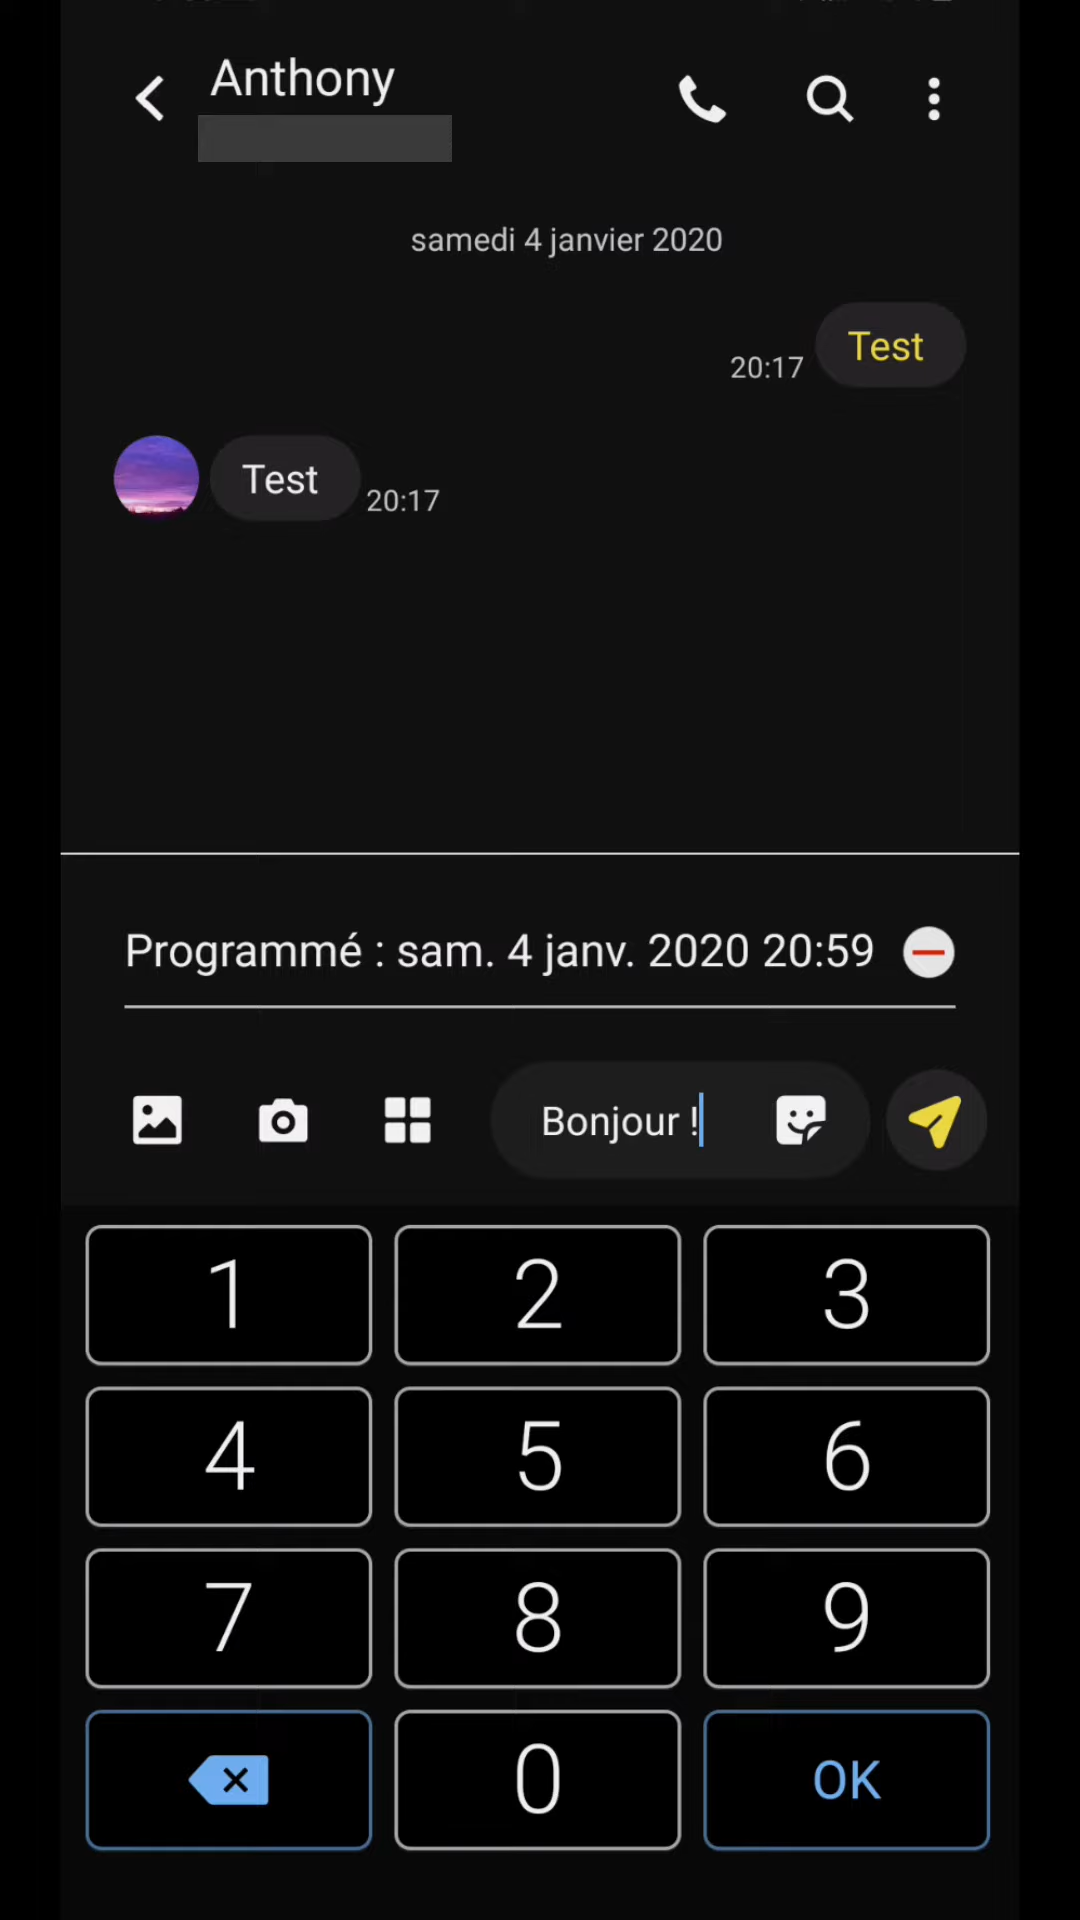 Anthony
samedi 4 janvier 2020
Test
20:17
Test
20:17
Programmé : sam. 4 janv. 2020 20:59
Bonjour !
1 2 3
4 5 6
7 8 9
0 OK